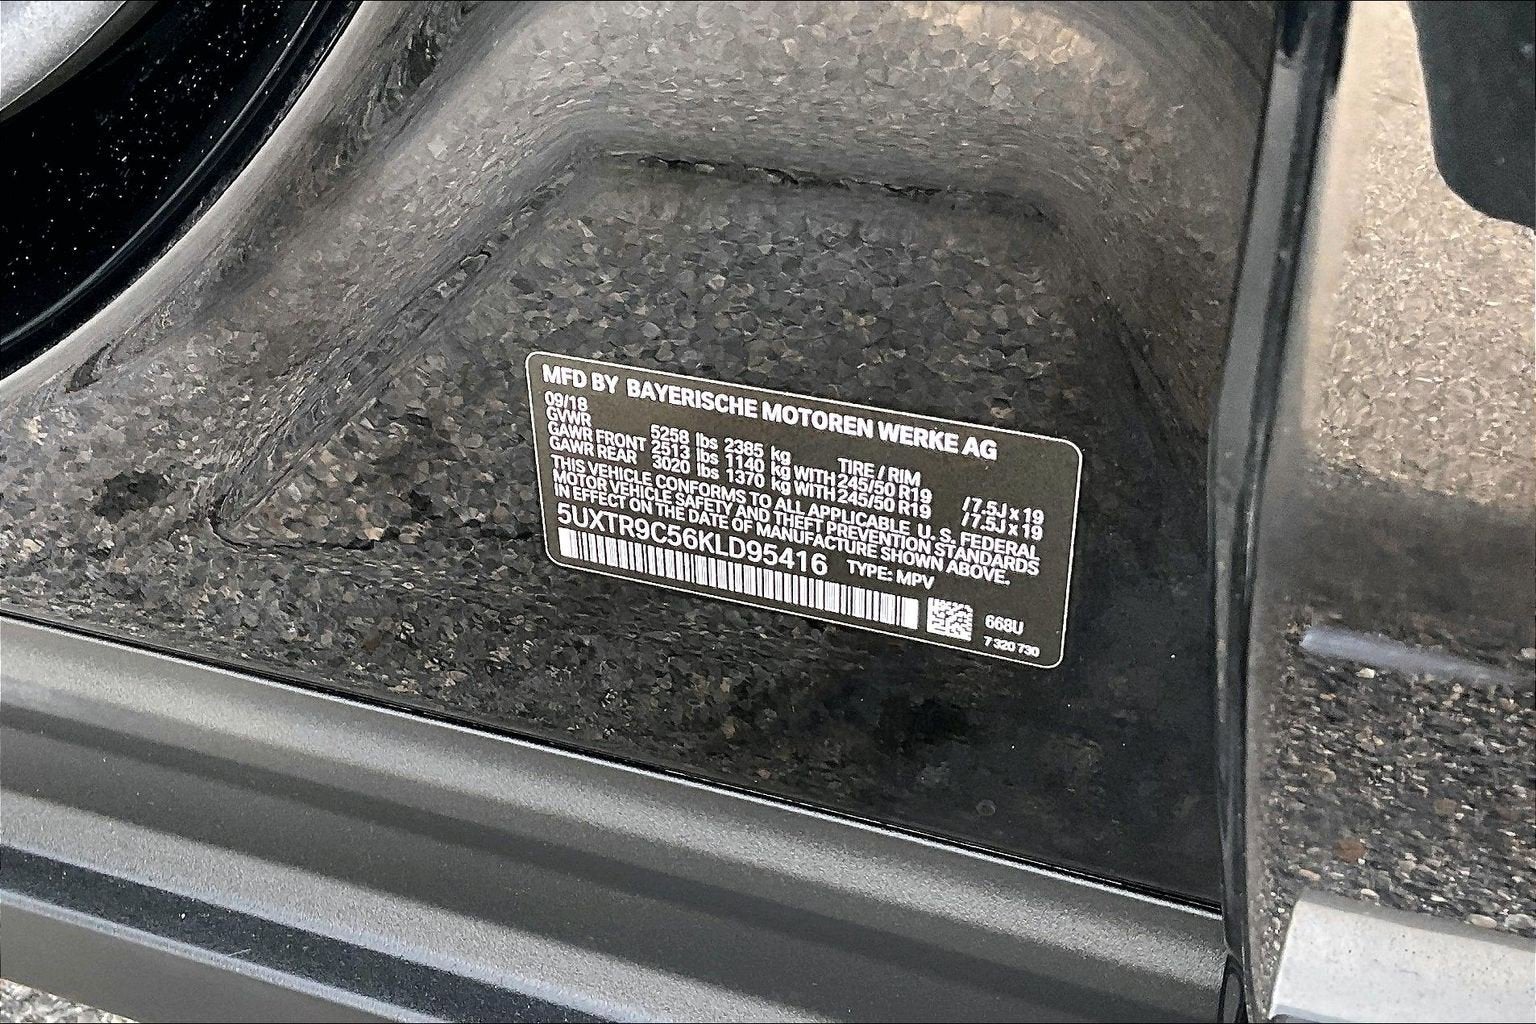 MFD BY BAYERISCHE MOTOREN WERKE AG
09/18
GVWR 5258 lbs 2385 kg TIRE / RIM
GAWR FRONT 2513 lbs 1140 kg WITH 245/50 R19 /7.5J x 19
GAWR REAR 3020 lbs 1370 kg WITH 245/50 R19 /7.5J x 19
THIS VEHICLE CONFORMS TO ALL APPLICABLE U. S. FEDERAL
MOTOR VEHICLE SAFETY AND THEFT PREVENTION STANDARDS
IN EFFECT ON THE DATE OF MANUFACTURE SHOWN ABOVE.
5UXTR9C56KLD95416 TYPE: MPV
668U
7 320 730